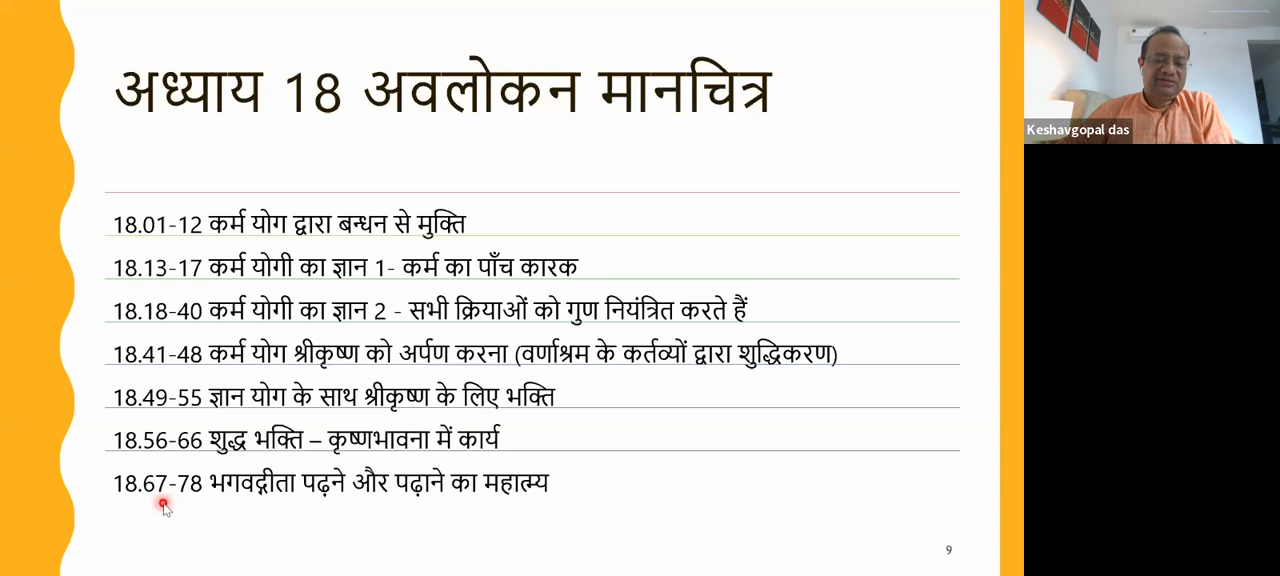 अध्याय 18 अवलोकन मानचित्र
18.01-12 कर्म योग द्वारा बन्धन से मुक्ति
18.13-17 कर्म योगी का ज्ञान 1- कर्म का पाँच कारक
18.18-40 कर्म योगी का ज्ञान 2 - सभी क्रियाओं को गुण नियंत्रित करते हैं
18.41-48 कर्म योग श्रीकृष्ण को अर्पण करना (वर्णाश्रम के कर्तव्यों द्वारा शुद्धिकरण)
18.49-55 ज्ञान योग के साथ श्रीकृष्ण के लिए भक्ति
18.56-66 शुद्ध भक्ति – कृष्णभावना में कार्य
18.67-78 भगवद्गीता पढ़ने और पढ़ाने का महात्म्य
9
Keshavgopal das